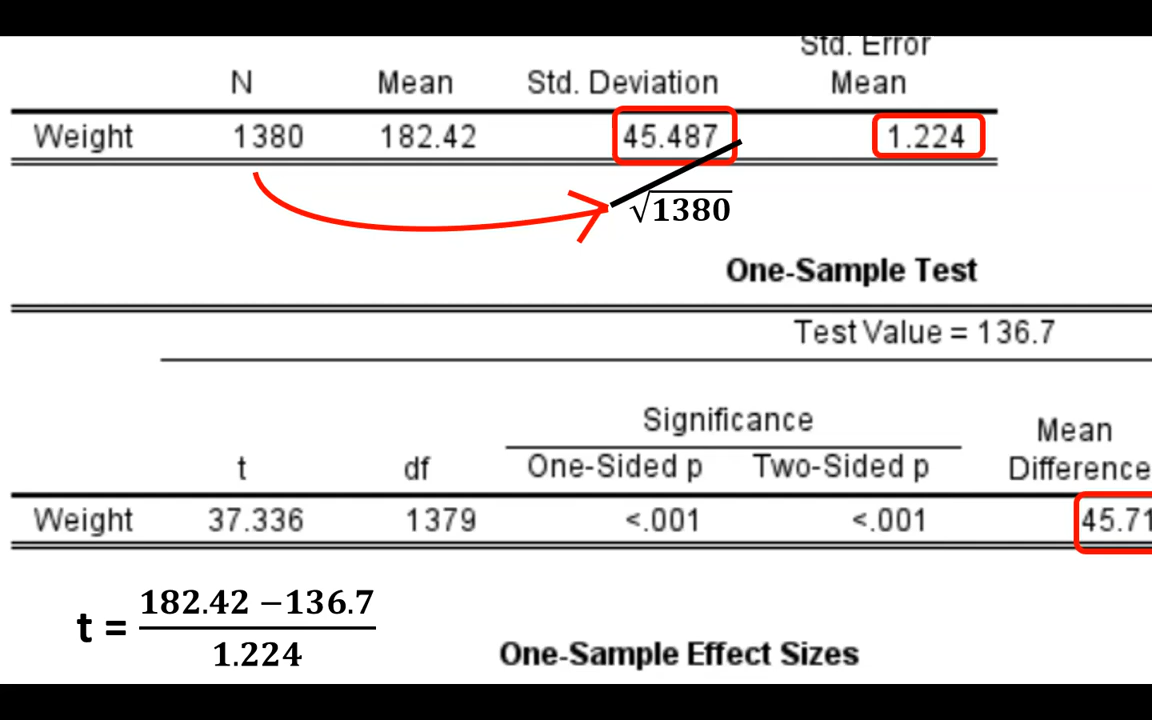 Std. Error
N Mean Std. Deviation Mean
Weight 1380 182.42 45.487 1.224
√1380
One-Sample Test
Test Value = 136.7
Significance
Mean
t df One-Sided p Two-Sided p Difference
Weight 37.336 1379 <.001 <.001 45.71
t = 182.42 −136.7
1.224
One-Sample Effect Sizes